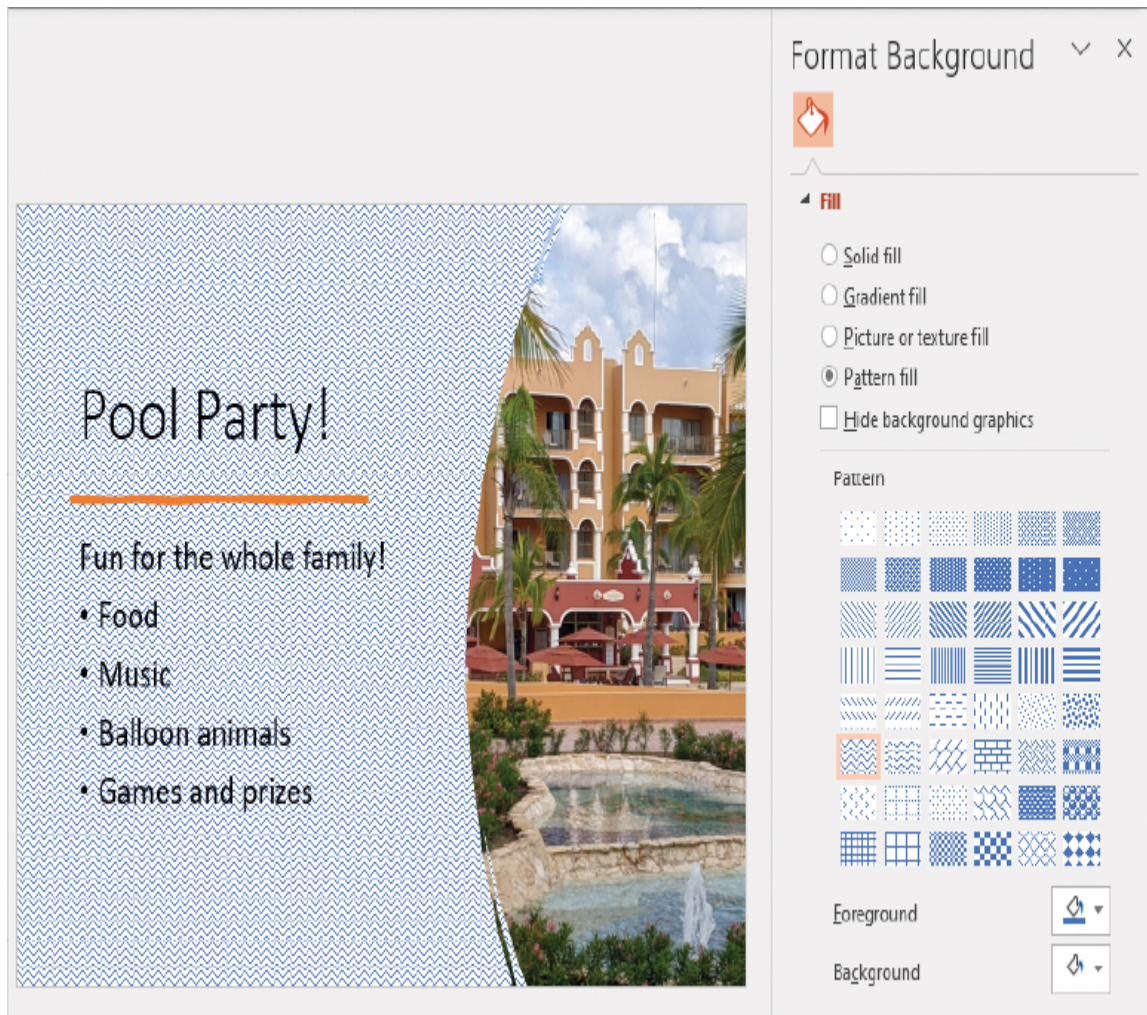 Format Background
Fill
Solid fill
Gradient fill
Picture or texture fill
Pattern fill
Hide background graphics
Pattern
Foreground
Background
Pool Party!
Fun for the whole family!
• Food
• Music
• Balloon animals
• Games and prizes